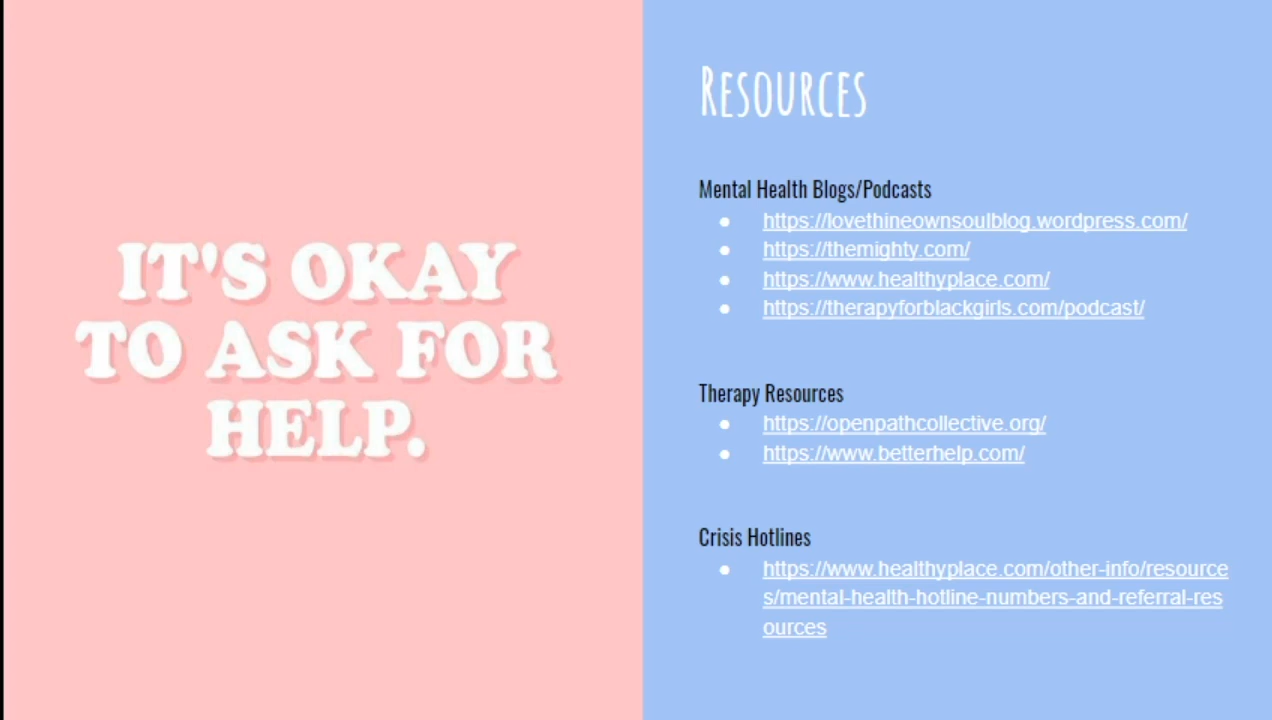 IT'S OKAY
TO ASK FOR
HELP.
Resources
Mental Health Blogs/Podcasts
● https://lovethineownsoulblog.wordpress.com/
● https://themighty.com/
● https://www.healthyplace.com/
● https://therapyforblackgirls.com/podcast/
Therapy Resources
● https://openpathcollective.org/
● https://www.betterhelp.com/
Crisis Hotlines
● https://www.healthyplace.com/other-info/resource
s/mental-health-hotline-numbers-and-referral-res
ources